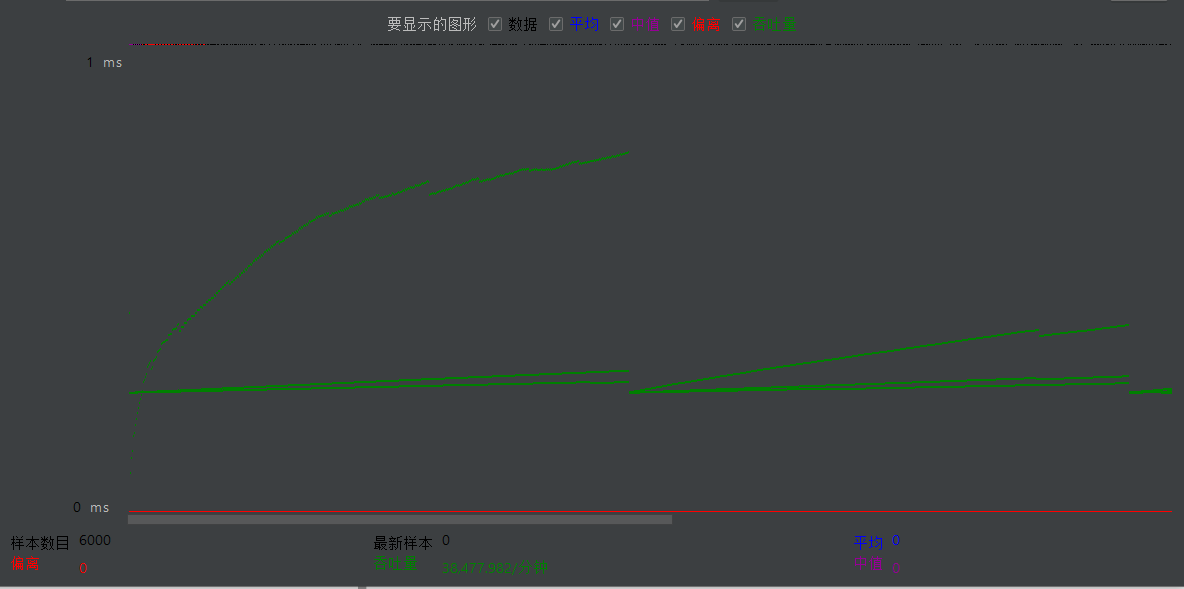 要显示的图形 数据 平均 中值 偏离 吞吐量
1 ms
0 ms
样本数目 6000 最新样本 0 平均 0
偏离 0 吞吐量 38,477.982/分钟 中值 0